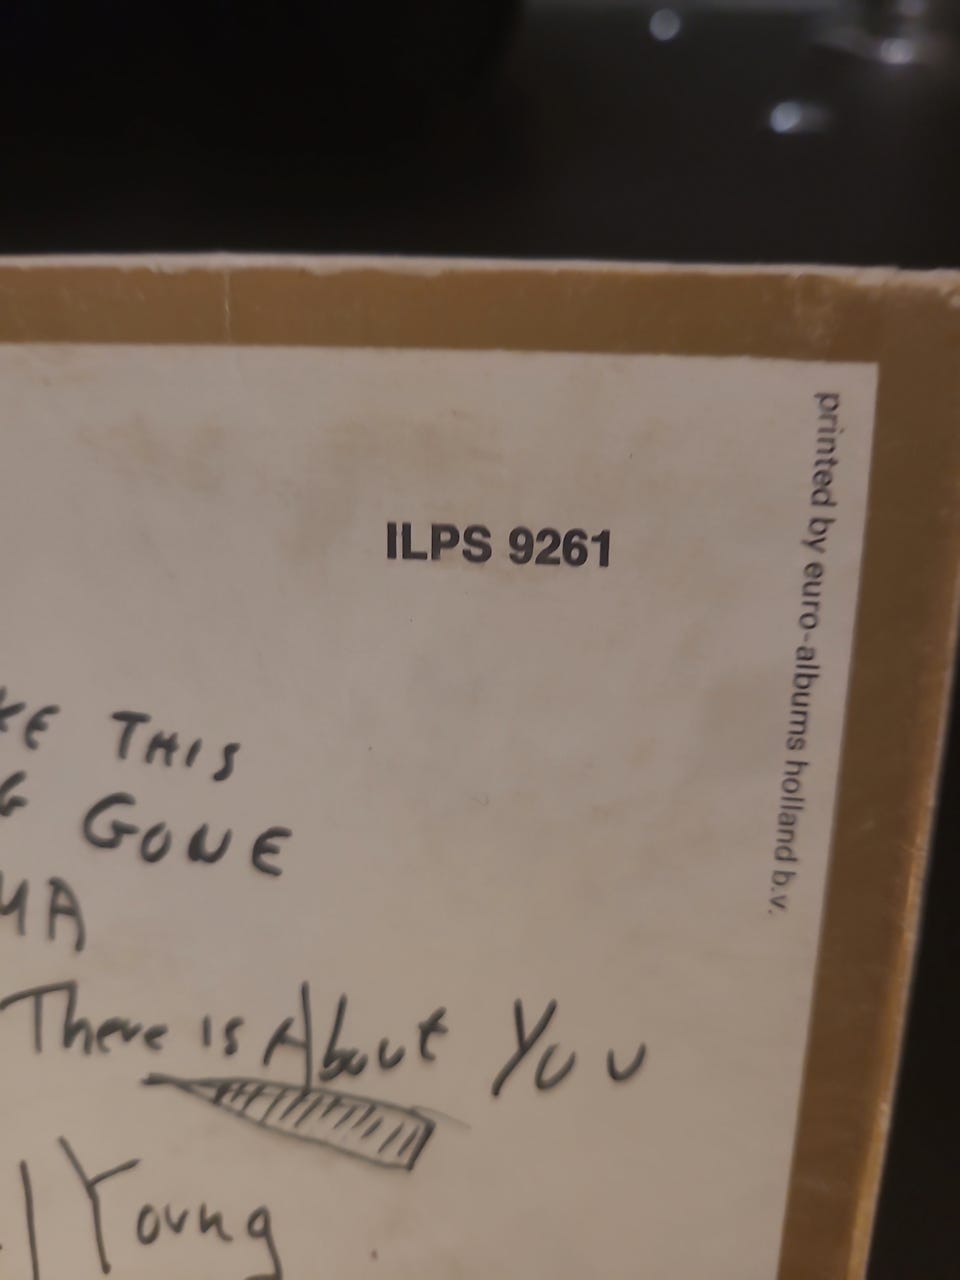 ILPS 9261
printed by euro-albums holland b.v.
THIS
GONE
There is About You
Young